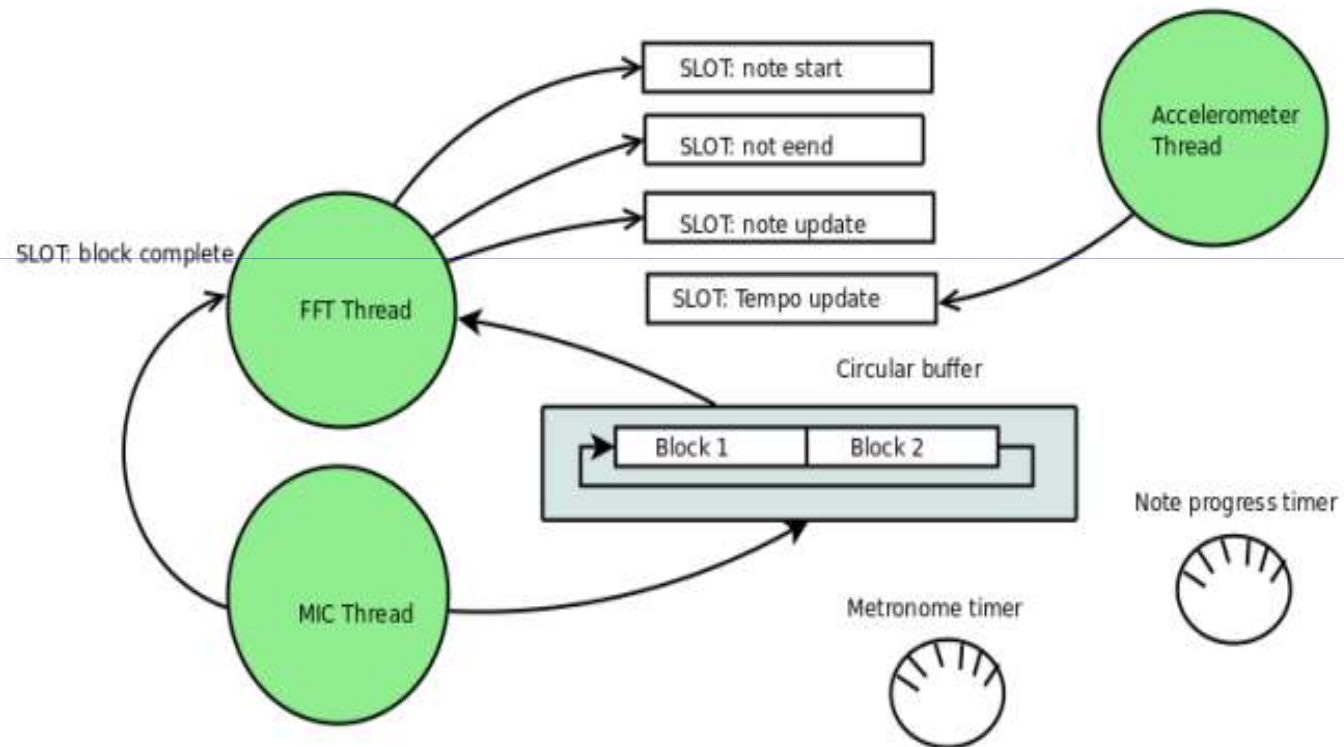 SLOT: note start
SLOT: not eend
SLOT: note update
SLOT: Tempo update
Accelerometer
Thread
SLOT: block complete
FFT Thread
Circular buffer
Block 1
Block 2
MIC Thread
Note progress timer
Metronome timer